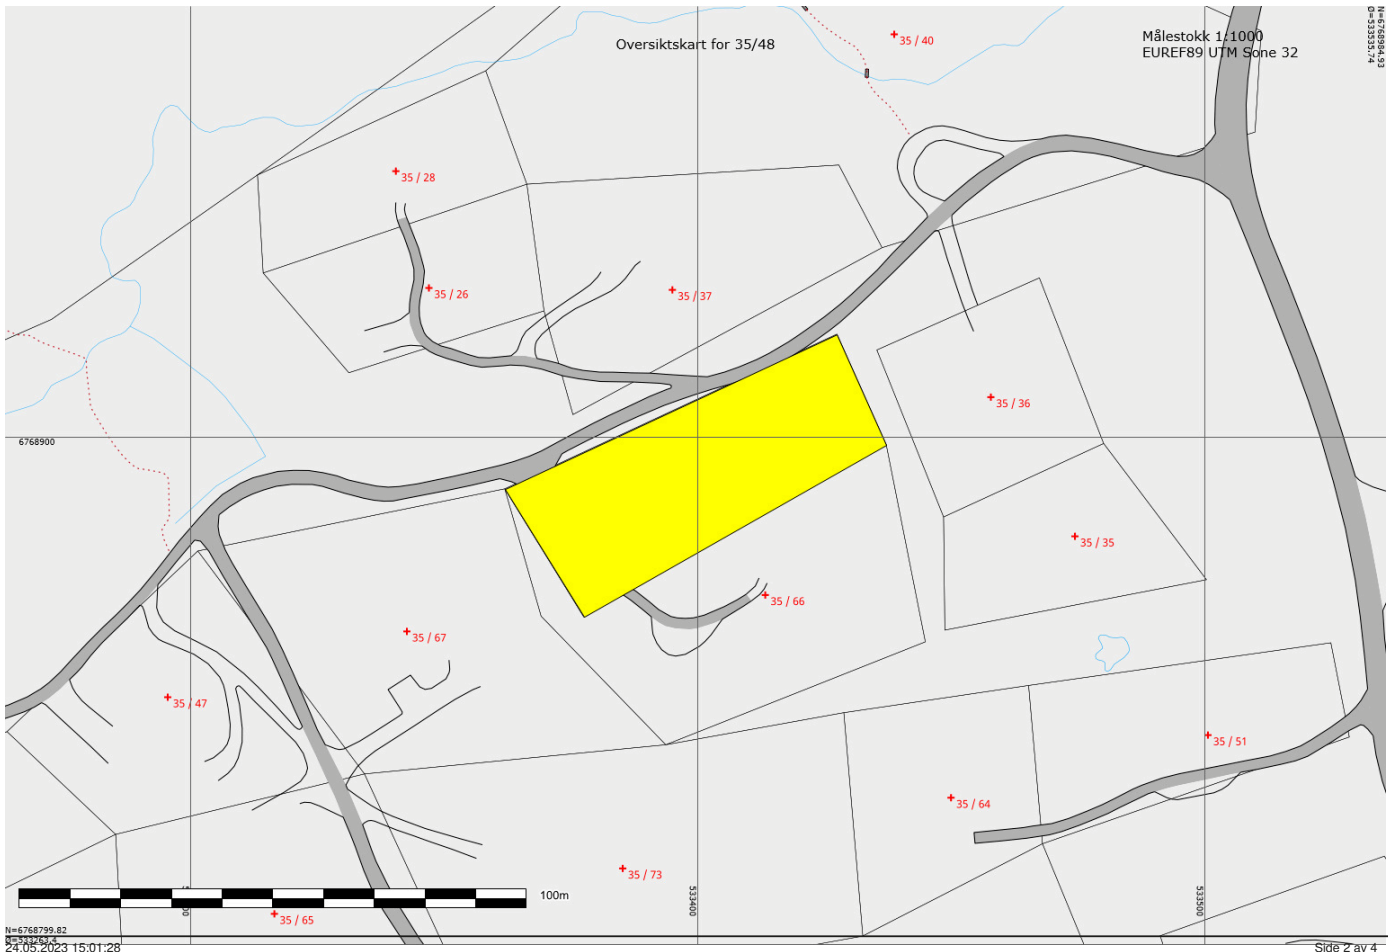 Oversiktskart for 35/48
Målestokk 1:1000
EUREF89 UTM Sone 32
N=6768984.93
Ø=533535.74
35 / 40
35 / 28
35 / 26
35 / 37
35 / 36
6768900
35 / 35
35 / 66
35 / 67
35 / 47
35 / 51
35 / 64
35 / 73
100m
533400
533500
35 / 65
N=6768799.82
Ø=533263.4
24.05.2023 15:01:28
Side 2 av 4